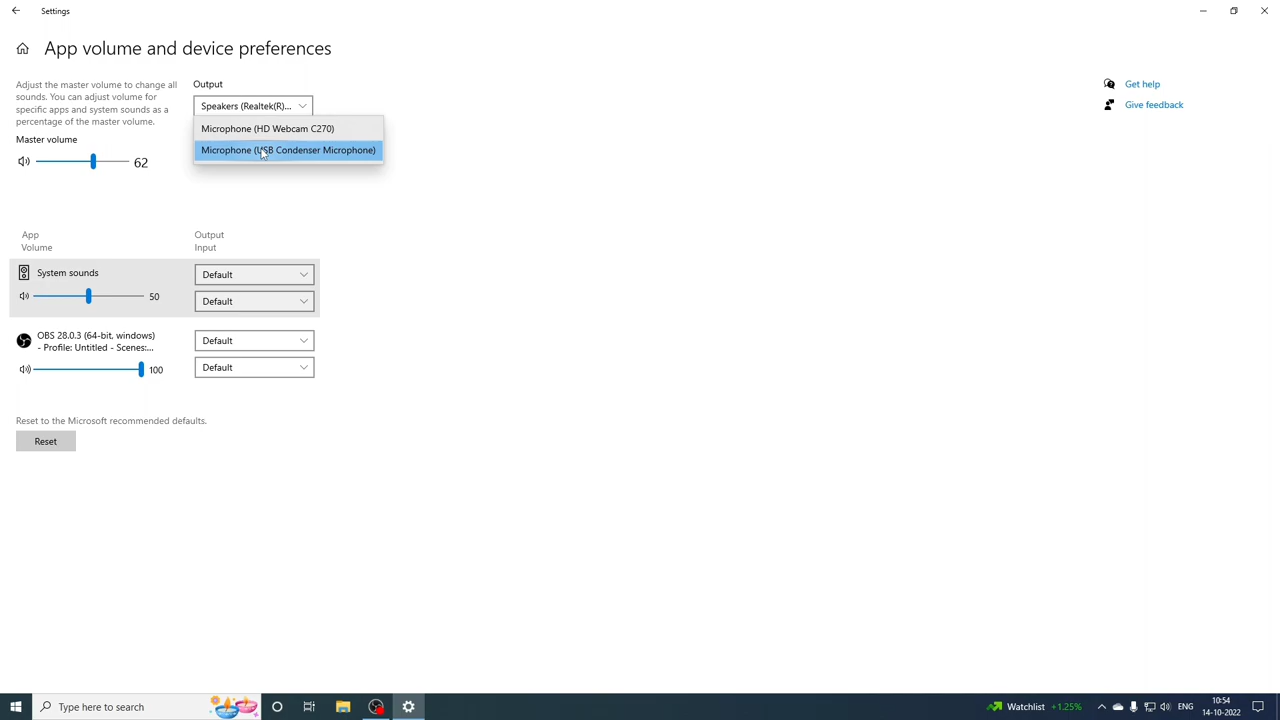 Settings
App volume and device preferences
Adjust the master volume to change all
sounds. You can adjust volume for
specific apps and system sounds as a
percentage of the master volume.
Master volume
62
Output
Speakers (Realtek(R)...
Microphone (HD Webcam C270)
Microphone (USB Condenser Microphone)
Get help
Give feedback
App
Volume
Output
Input
System sounds
50
Default
Default
OBS 28.0.3 (64-bit, windows)
- Profile: Untitled - Scenes:...
100
Default
Default
Reset to the Microsoft recommended defaults.
Reset
Type here to search
Watchlist +1.25%
ENG
10:54
14-10-2022